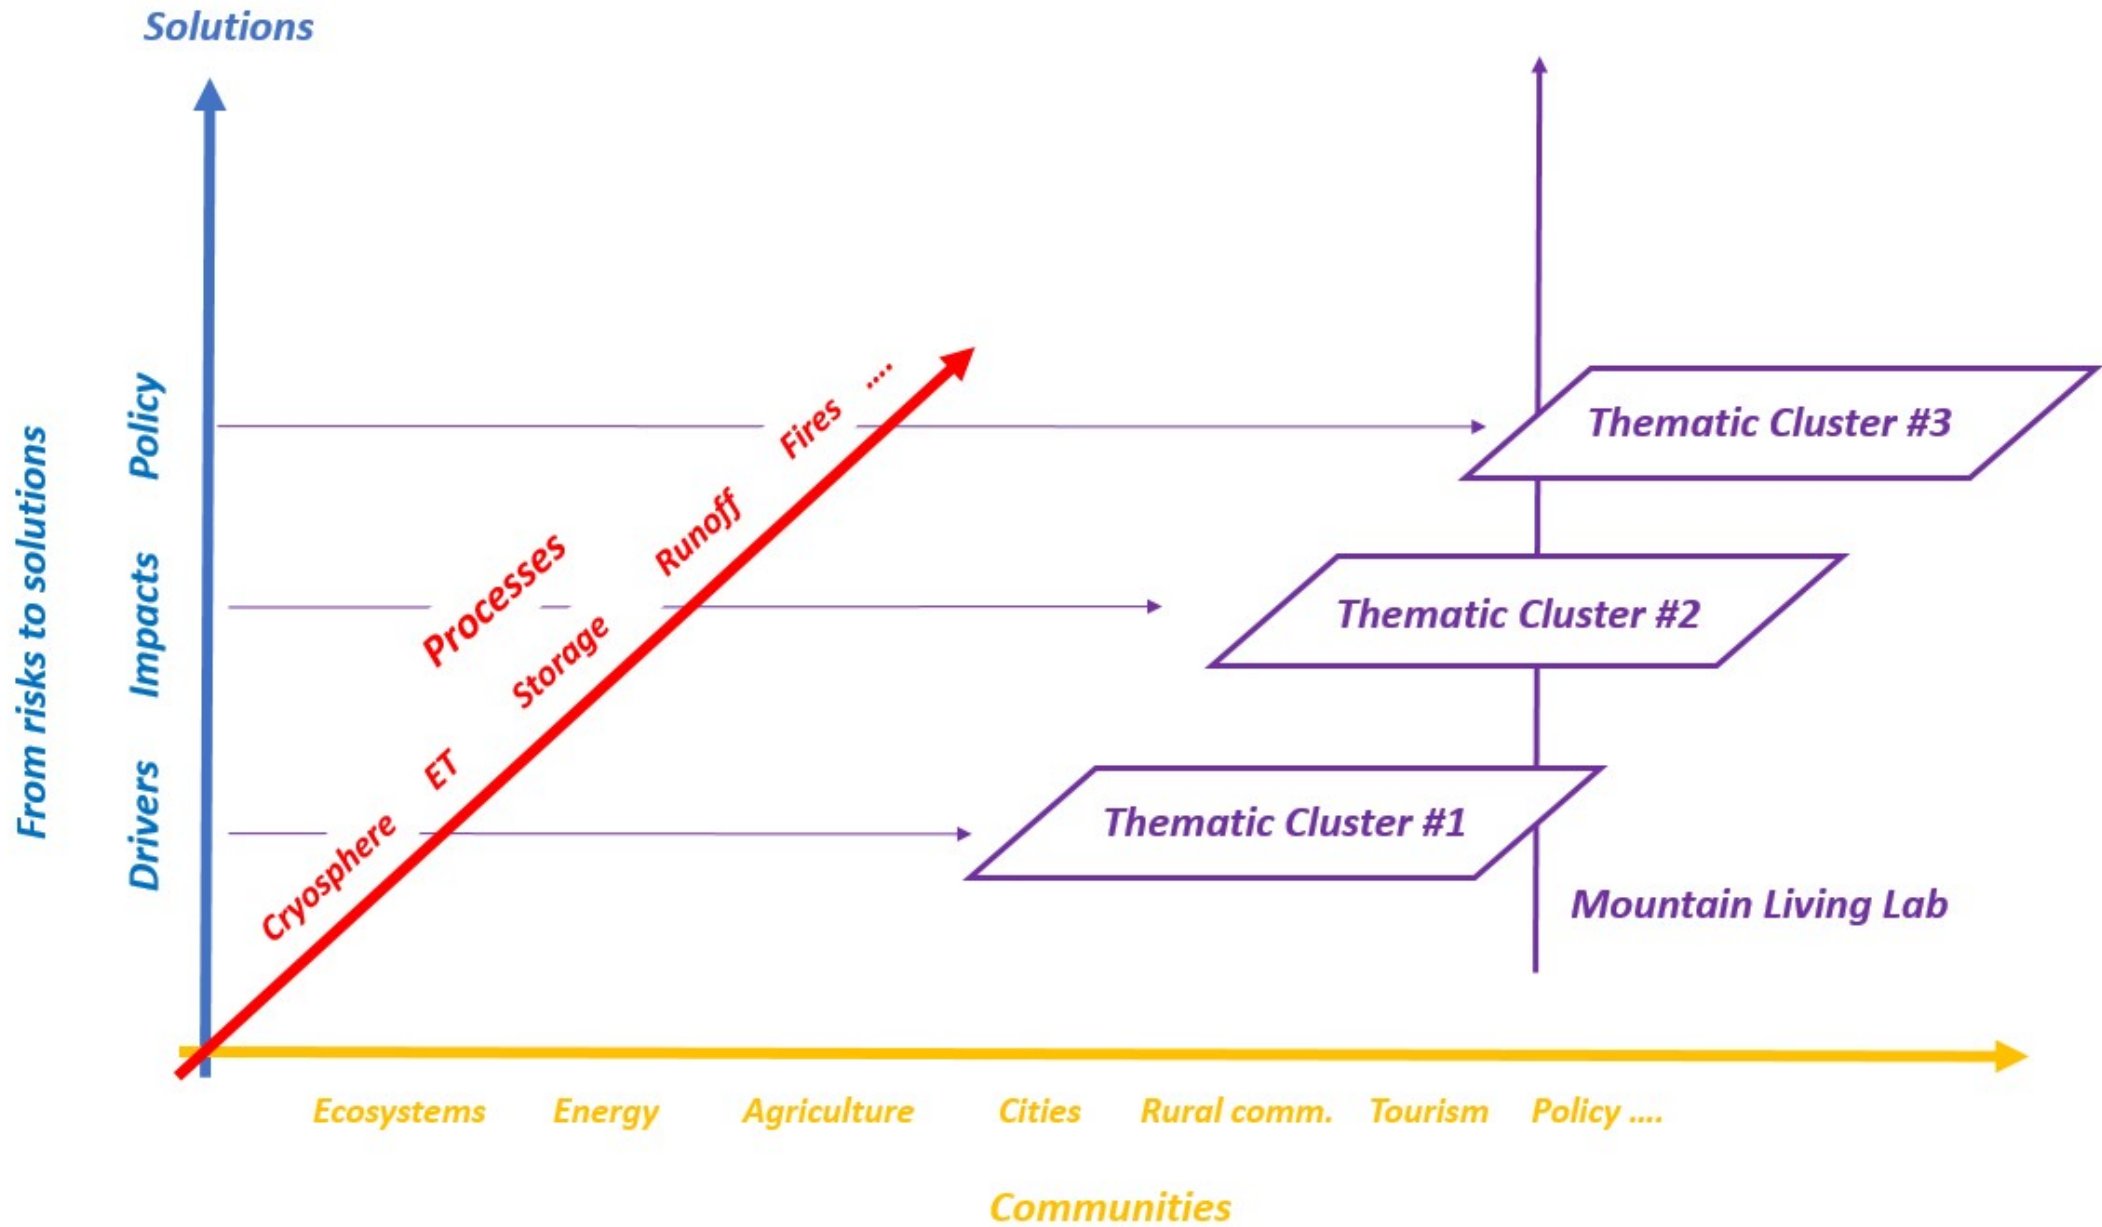 Solutions
From risks to solutions
Policy
Impacts
Drivers
Processes
Cryosphere
ET
Storage
Runoff
Fires ....
Thematic Cluster #3
Thematic Cluster #2
Thematic Cluster #1
Mountain Living Lab
Ecosystems Energy Agriculture Cities Rural comm. Tourism Policy ....
Communities